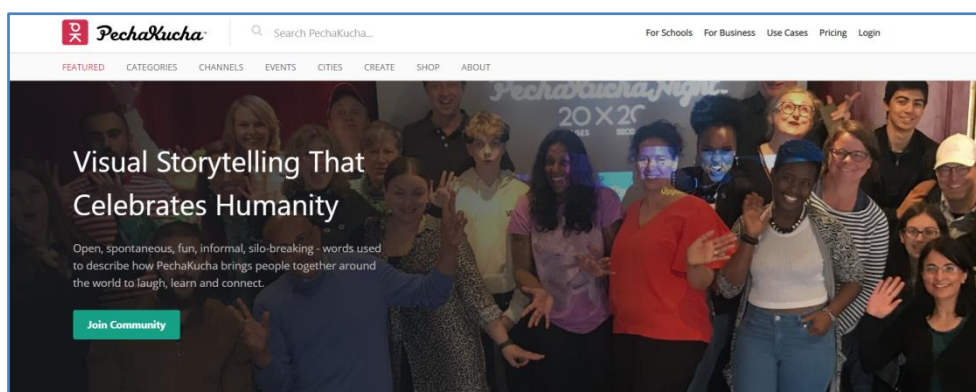 PechaKucha
Search PechaKucha...
For Schools For Business Use Cases Pricing Login
FEATURED CATEGORIES CHANNELS EVENTS CITIES CREATE SHOP ABOUT
PechaKucha Night
20X20
Visual Storytelling That
Celebrates Humanity
Open, spontaneous, fun, informal, silo-breaking - words used
to describe how PechaKucha brings people together around
the world to laugh, learn and connect.
Join Community